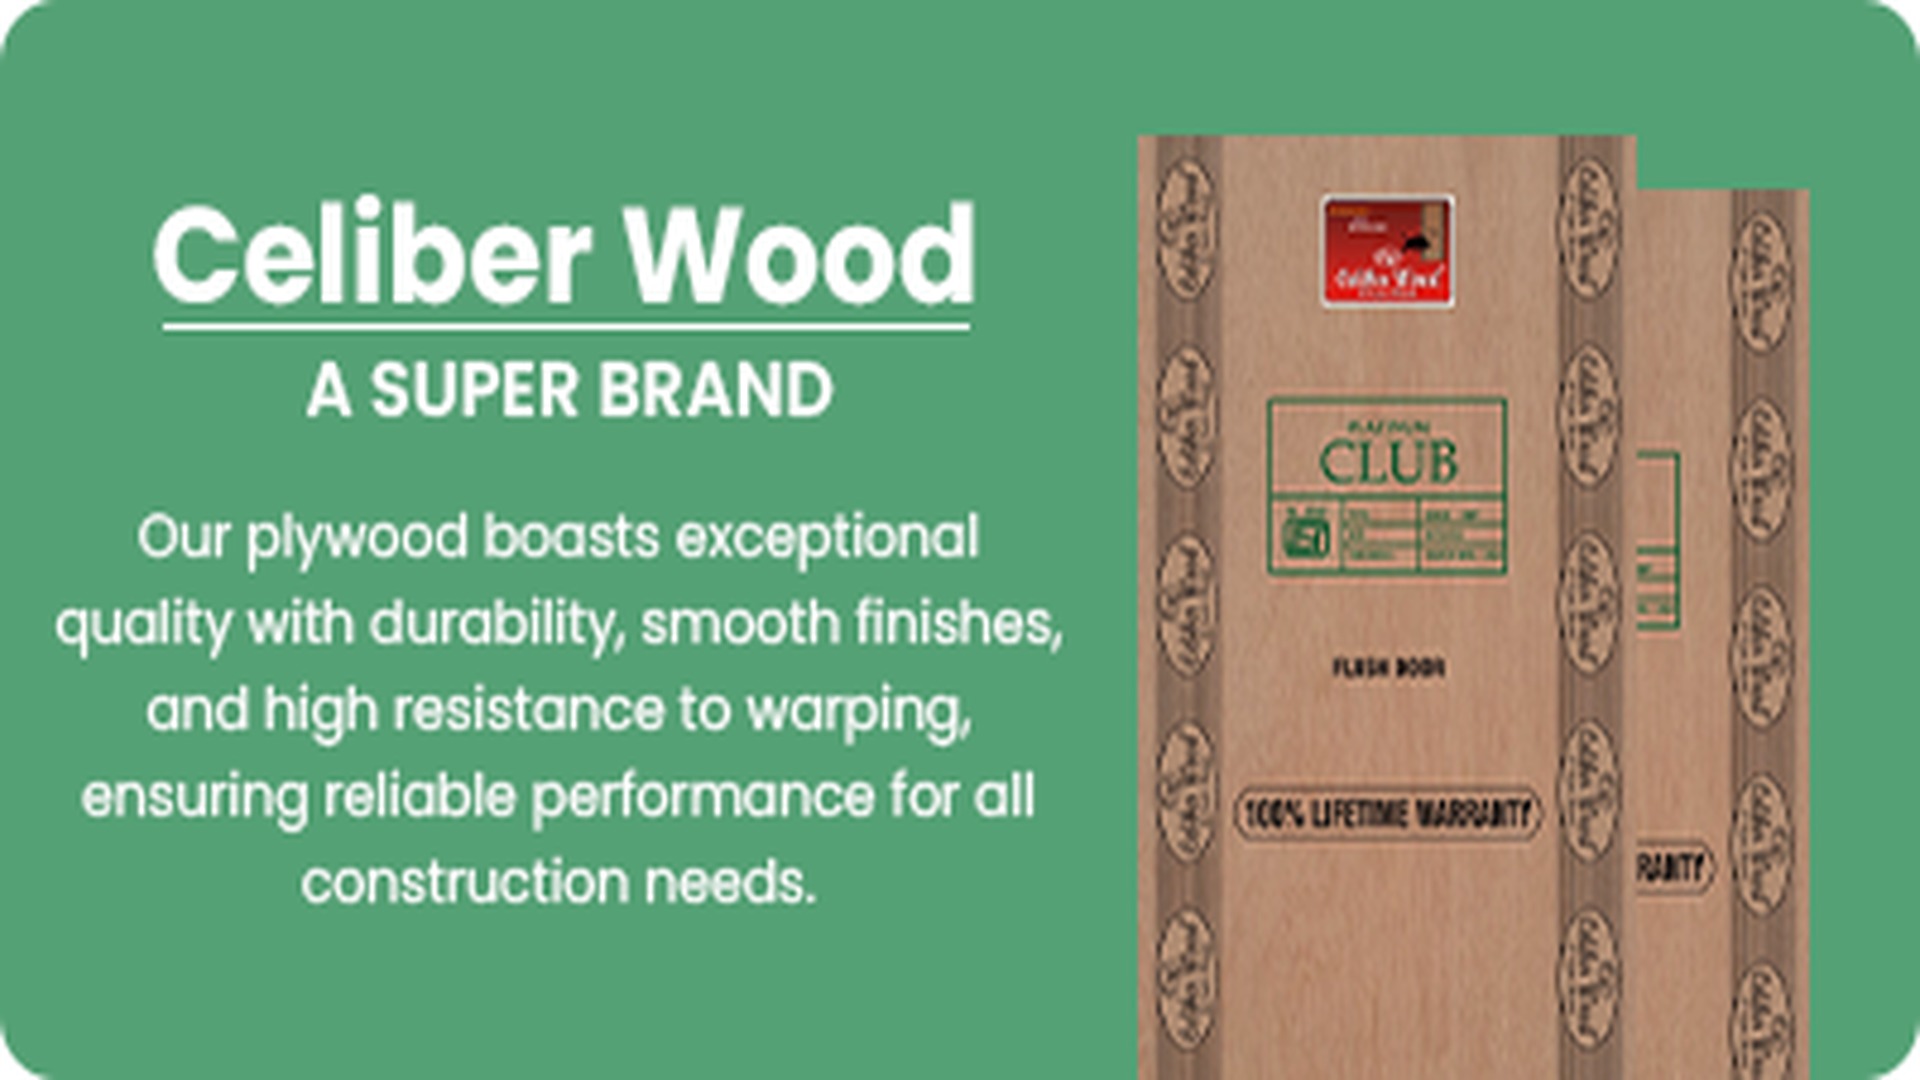 Celiber Wood
A SUPER BRAND
Our plywood boasts exceptional
quality with durability, smooth finishes,
and high resistance to warping,
ensuring reliable performance for all
construction needs.
CLUB
FLUSH DOOR
100% LIFETIME WARRANTY
RANTY